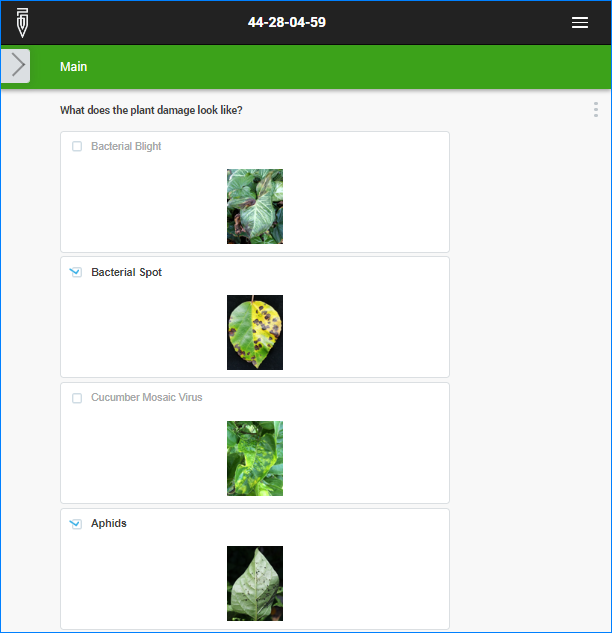 44-28-04-59
Main
What does the plant damage look like?
Bacterial Blight
Bacterial Spot
Cucumber Mosaic Virus
Aphids